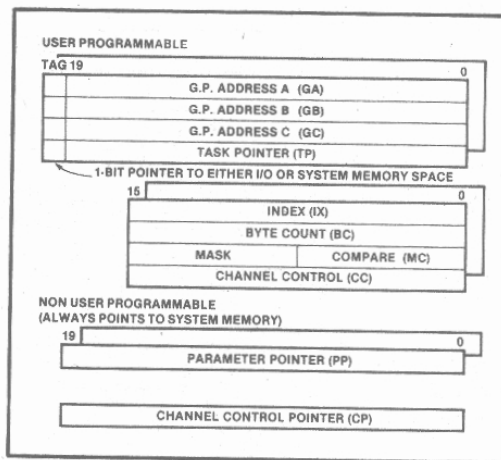 USER PROGRAMMABLE
TAG 19 0
G.P. ADDRESS A (GA)
G.P. ADDRESS B (GB)
G.P. ADDRESS C (GC)
TASK POINTER (TP)
1-BIT POINTER TO EITHER I/O OR SYSTEM MEMORY SPACE
15 0
INDEX (IX)
BYTE COUNT (BC)
MASK COMPARE (MC)
CHANNEL CONTROL (CC)
NON USER PROGRAMMABLE
(ALWAYS POINTS TO SYSTEM MEMORY)
19 0
PARAMETER POINTER (PP)
CHANNEL CONTROL POINTER (CP)